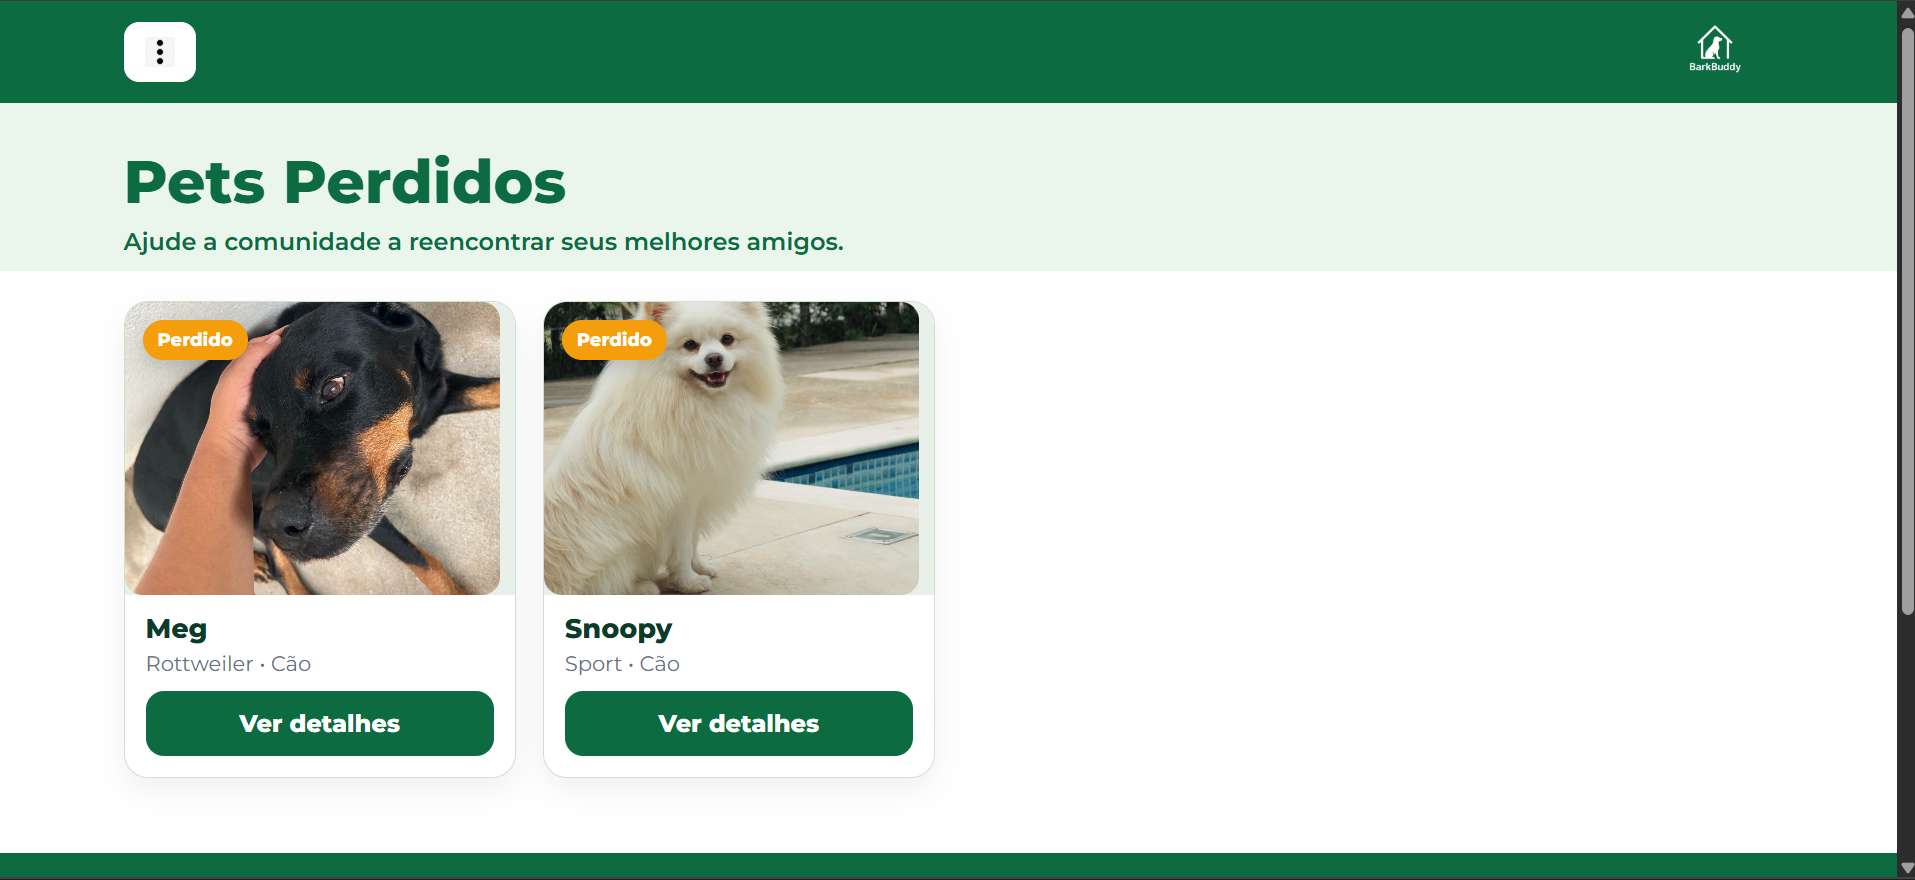 BarkBuddy
Pets Perdidos
Ajude a comunidade a reencontrar seus melhores amigos.
Perdido
Meg
Rottweiler • Cão
Ver detalhes
Perdido
Snoopy
Sport • Cão
Ver detalhes